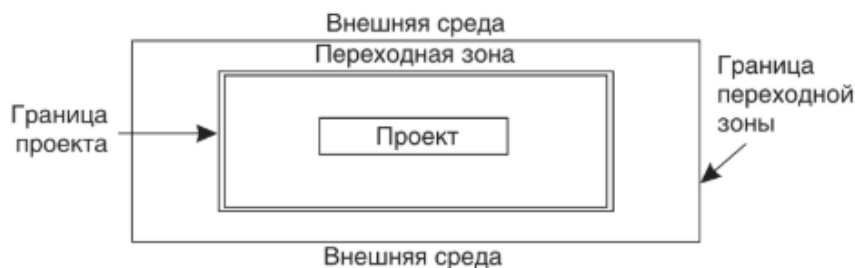 Внешняя среда
Переходная зона
Граница
проекта
Проект
Граница
переходной
зоны
Внешняя среда